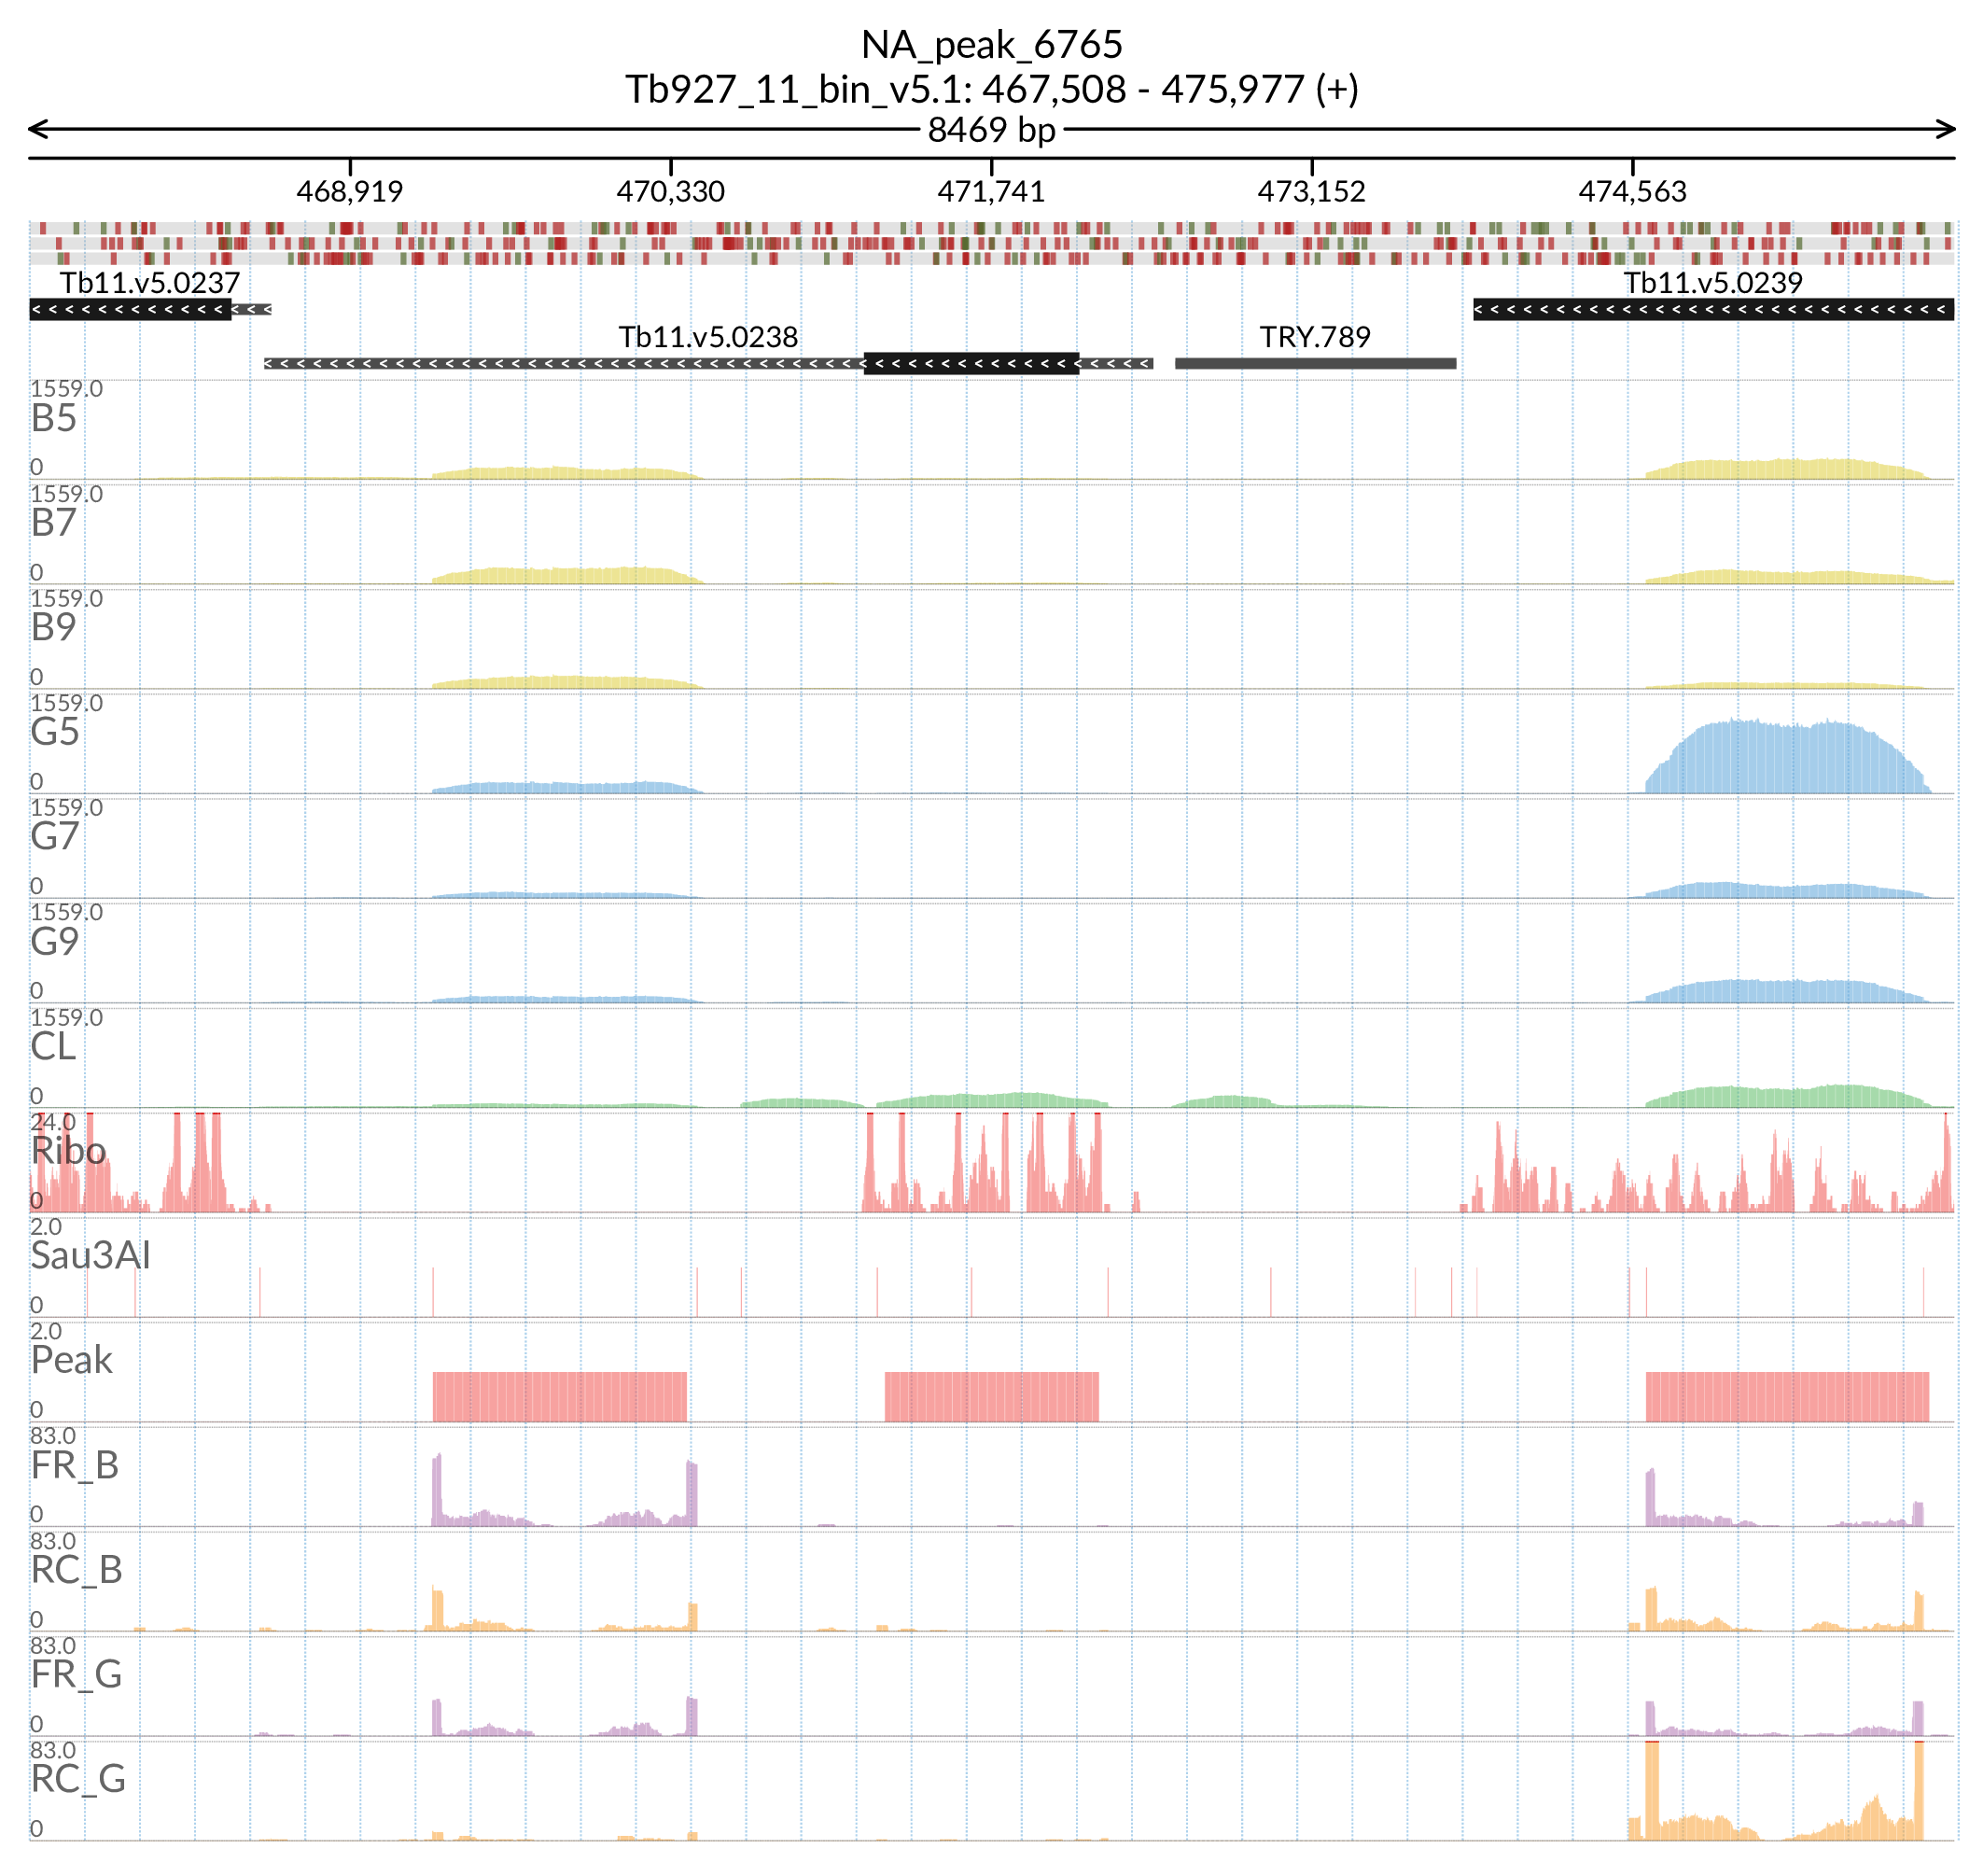 NA_peak_6765
Tb927_11_bin_v5.1: 467,508 - 475,977 (+)
8469 bp
468,919 470,330 471,741 473,152 474,563
Tb11.v5.0237 Tb11.v5.0239
Tb11.v5.0238 TRY.789
1559.0
B5
0
1559.0
B7
0
1559.0
B9
0
1559.0
G5
0
1559.0
G7
0
1559.0
G9
0
1559.0
CL
0
24.0
Ribo
0
2.0
Sau3AI
0
2.0
Peak
0
83.0
FR_B
0
83.0
RC_B
0
83.0
FR_G
0
83.0
RC_G
0